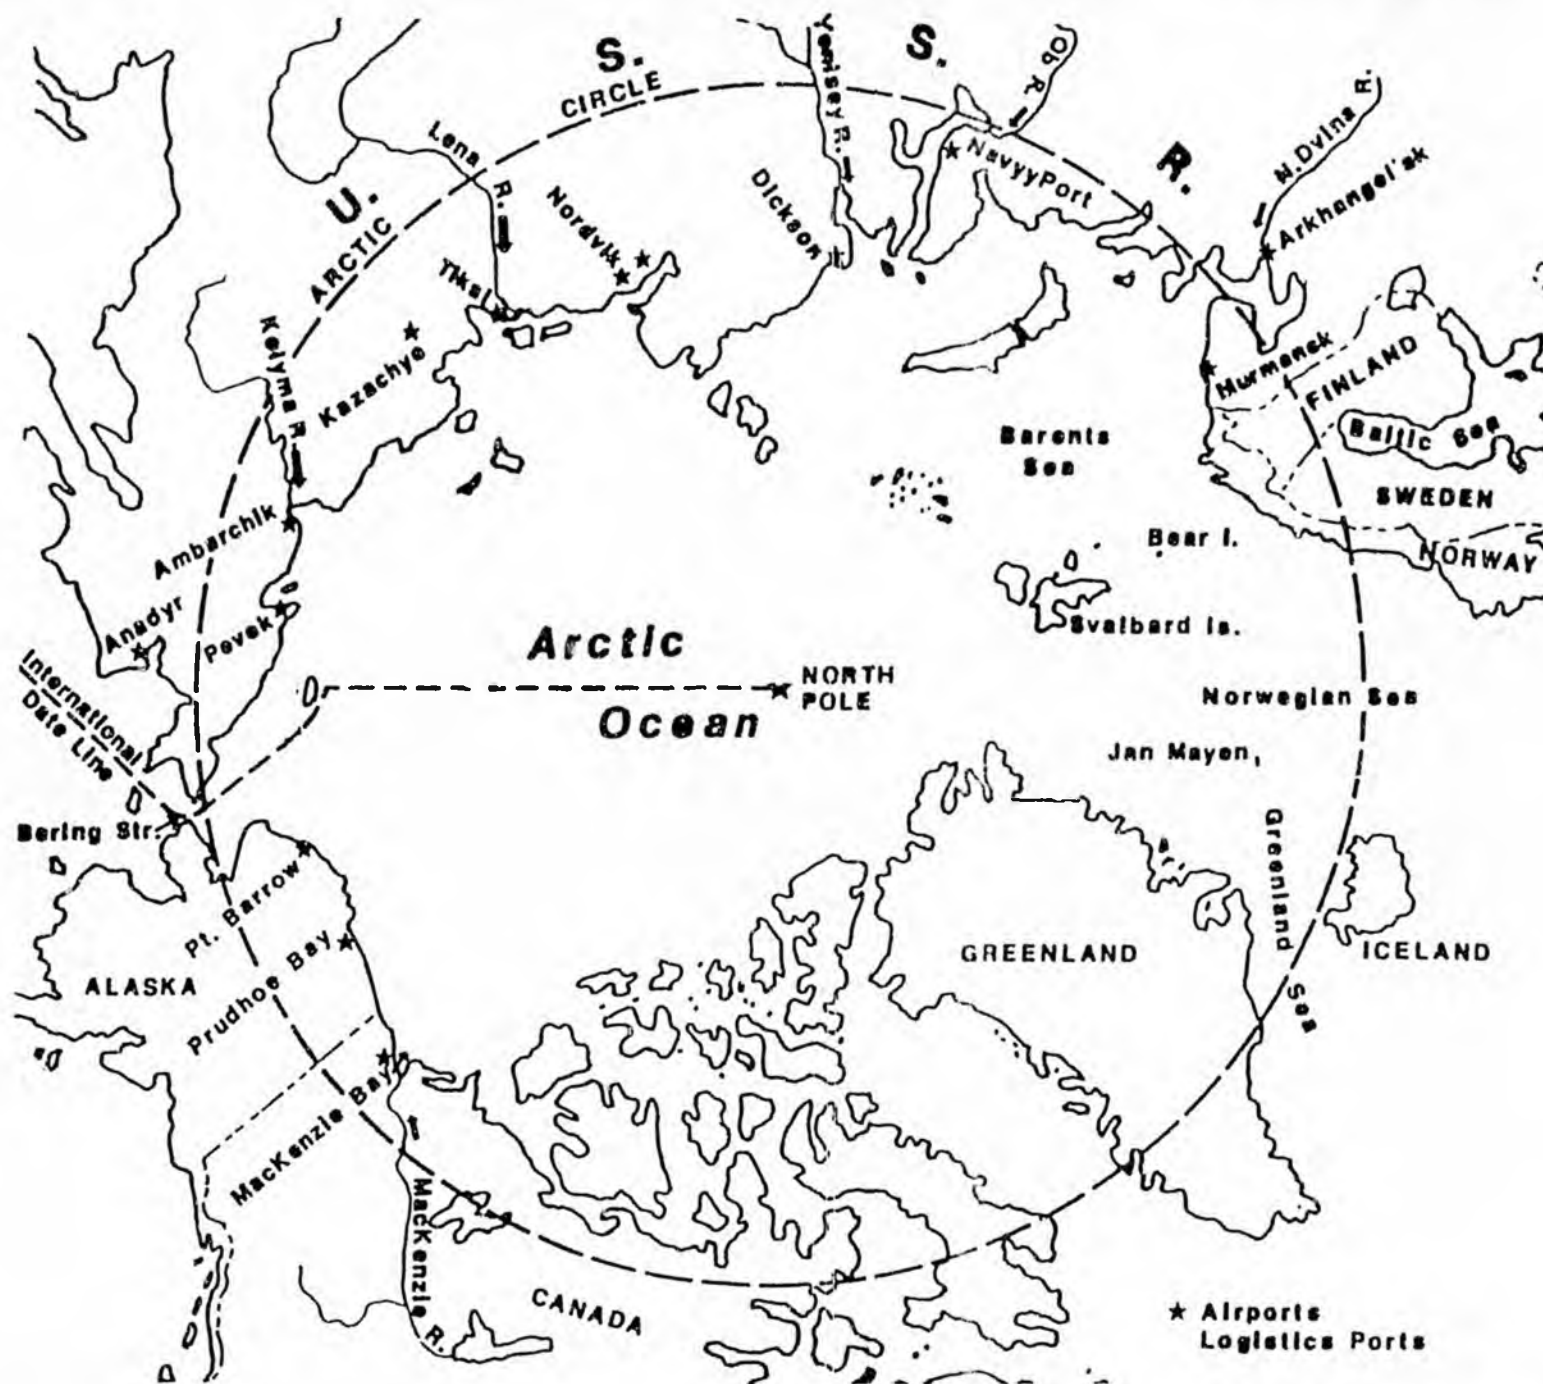 U. S. S. R.
ARCTIC CIRCLE
Yenisey R.
Ob R.
N. Dvina R.
Lena R.
Nordvik
Dickson
NavyyPort
Arkhangel'sk
Tiksi
Kolyma R.
Kazachye
Murmansk
FINLAND
Baltic Sea
Barents
Sea
SWEDEN
Ambarchik
Bear I.
NORWAY
Anadyr
Pevek
Svalbard Is.
Arctic
Ocean
NORTH
POLE
International
Date Line
Norwegian Sea
Jan Mayen
Bering Str.
Greenland Sea
Pt. Barrow
GREENLAND
ICELAND
ALASKA
Prudhoe Bay
MacKenzie Bay
MacKenzie R.
CANADA
★ Airports
Logistics Ports